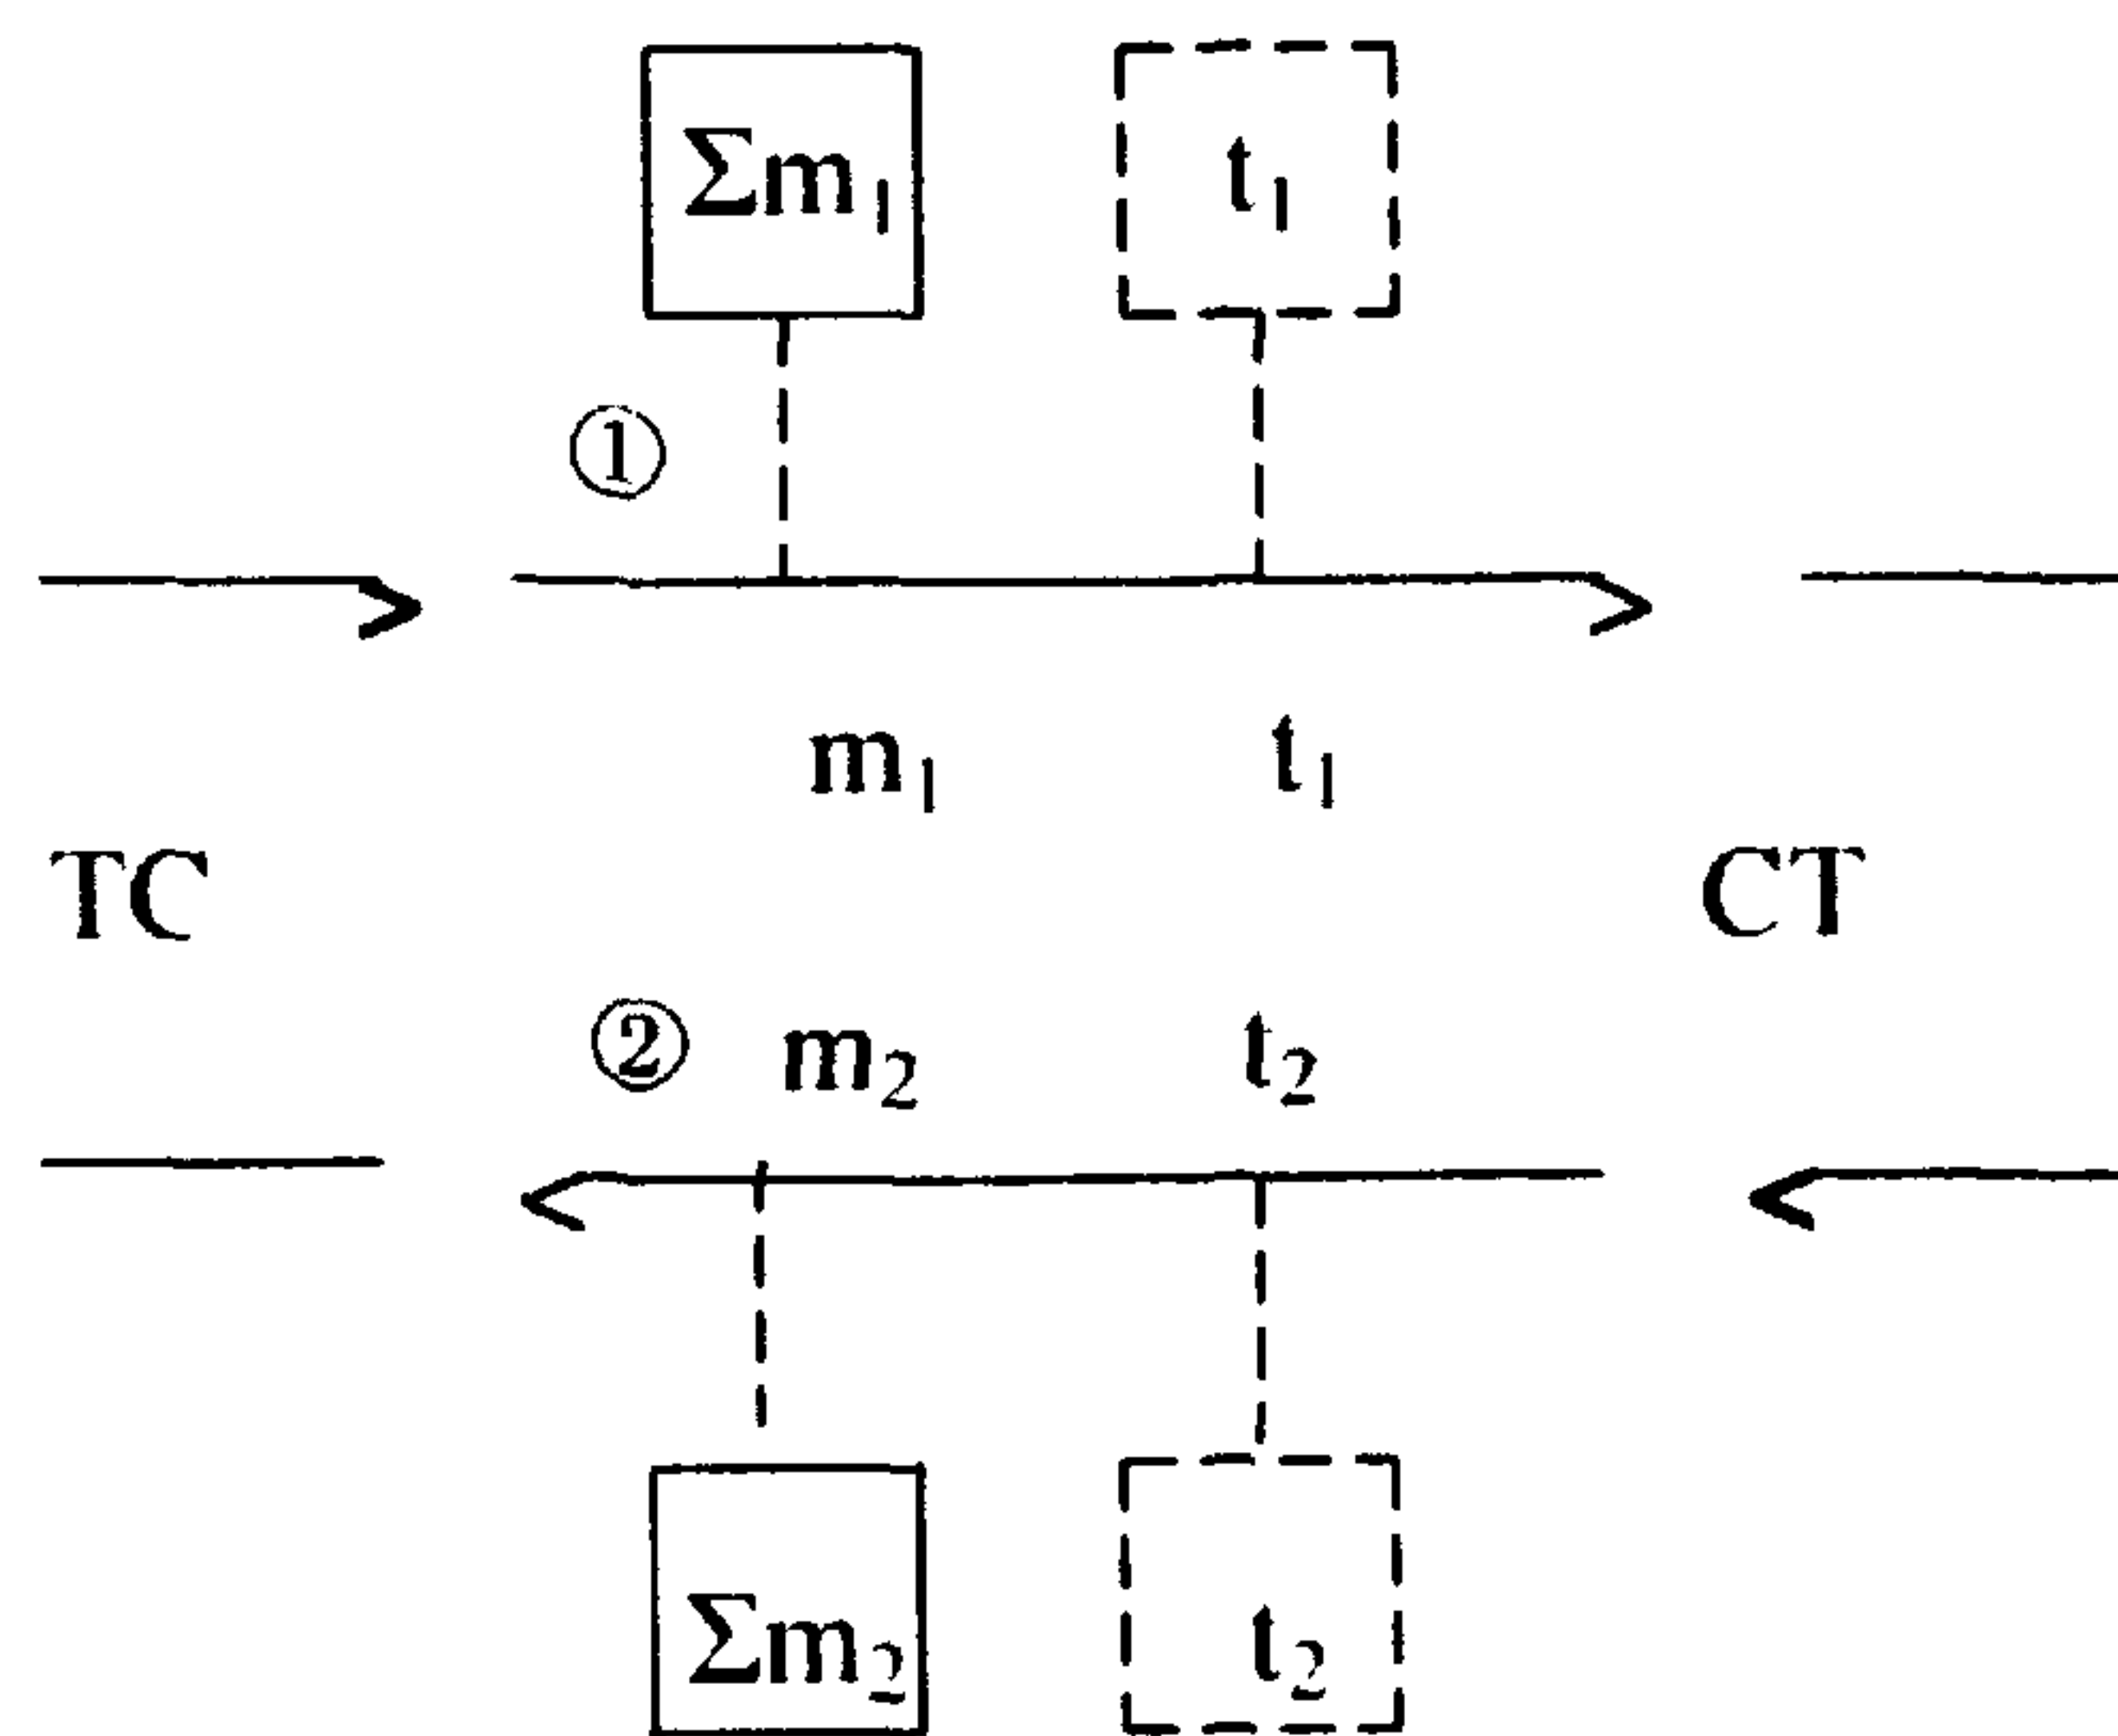 Σm₁ t₁
①
m₁ t₁
TC CT
② m₂ t₂
Σm₂ t₂